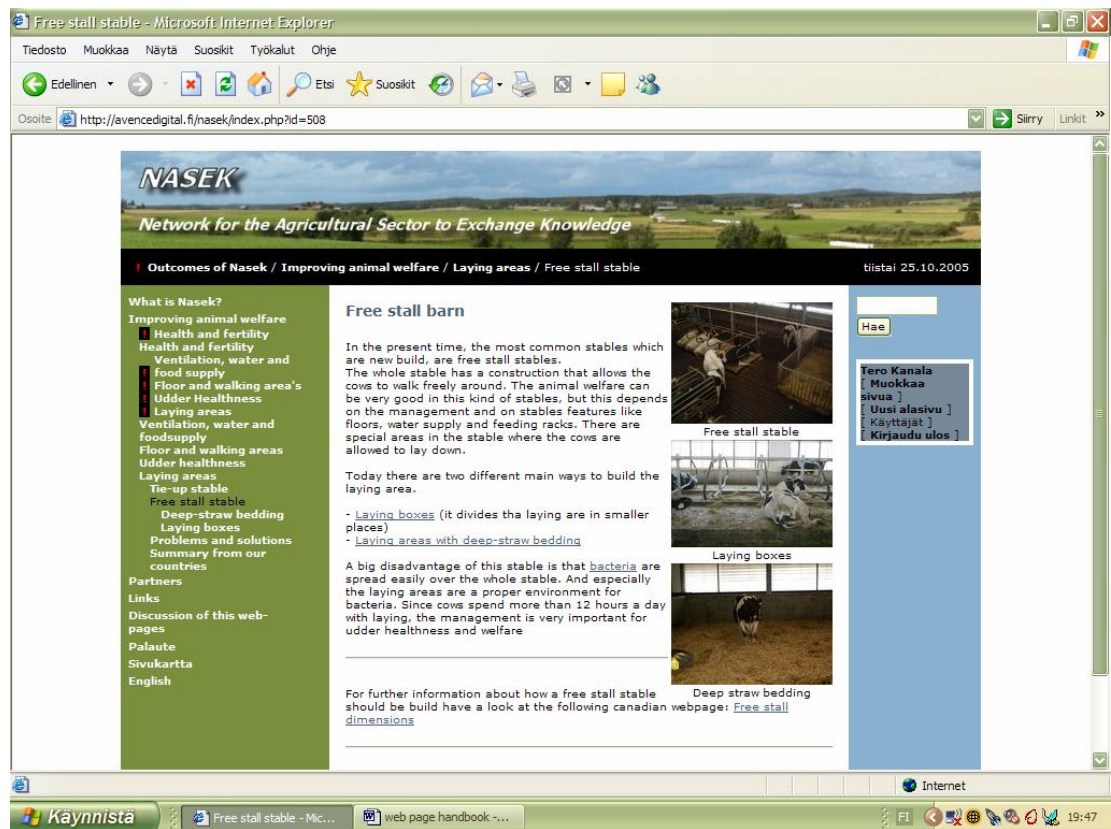 Free stall stable - Microsoft Internet Explorer
Tiedosto Muokkaa Näytä Suosikit Työkalut Ohje
Edellinen Etsi Suosikit
Osoite http://avencedigital.fi/nasek/index.php?id=508 Siirry Linkit »
NASEK
Network for the Agricultural Sector to Exchange Knowledge
! Outcomes of Nasek / Improving animal welfare / Laying areas / Free stall stable tiistai 25.10.2005
What is Nasek?
Improving animal welfare
! Health and fertility
Health and fertility
Ventilation, water and
! food supply
! Floor and walking area's
! Udder Healthness
! Laying areas
Ventilation, water and
foodsupply
Floor and walking areas
Udder healthness
Laying areas
Tie-up stable
Free stall stable
Deep-straw bedding
Laying boxes
Problems and solutions
Summary from our
countries
Partners
Links
Discussion of this web-
pages
Palaute
Sivukartta
English
Free stall barn
In the present time, the most common stables which
are new build, are free stall stables.
The whole stable has a construction that allows the
cows to walk freely around. The animal welfare can
be very good in this kind of stables, but this depends
on the management and on stables features like
floors, water supply and feeding racks. There are
special areas in the stable where the cows are
allowed to lay down.
Today there are two different main ways to build the
laying area.
- Laying boxes (it divides tha laying are in smaller
places)
- Laying areas with deep-straw bedding
A big disadvantage of this stable is that bacteria are
spread easily over the whole stable. And especially
the laying areas are a proper environment for
bacteria. Since cows spend more than 12 hours a day
with laying, the management is very important for
udder healthness and welfare
For further information about how a free stall stable
should be build have a look at the following canadian webpage: Free stall
dimensions
Free stall stable
Laying boxes
Deep straw bedding
Hae
Tero Kanala
[ Muokkaa
sivua ]
[ Uusi alasivu ]
[ Käyttäjät ]
[ Kirjaudu ulos ]
Internet
Käynnistä Free stall stable - Mic... web page handbook -... FI 19:47